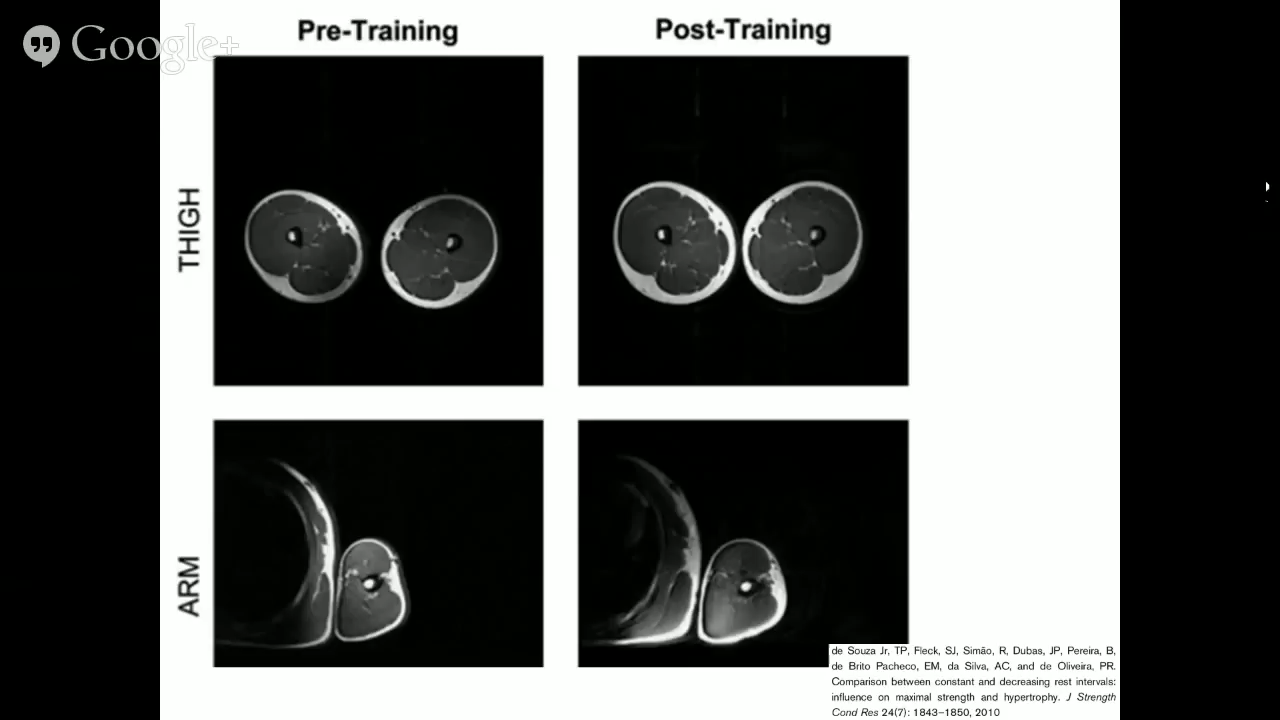 Google+
Pre-Training
Post-Training
THIGH
ARM
de Souza Jr, TP, Fleck, SJ, Simão, R, Dubas, JP, Pereira, B,
de Brito Pacheco, EM, da Silva, AC, and de Oliveira, PR.
Comparison between constant and decreasing rest intervals:
influence on maximal strength and hypertrophy. J Strength
Cond Res 24(7): 1843–1850, 2010